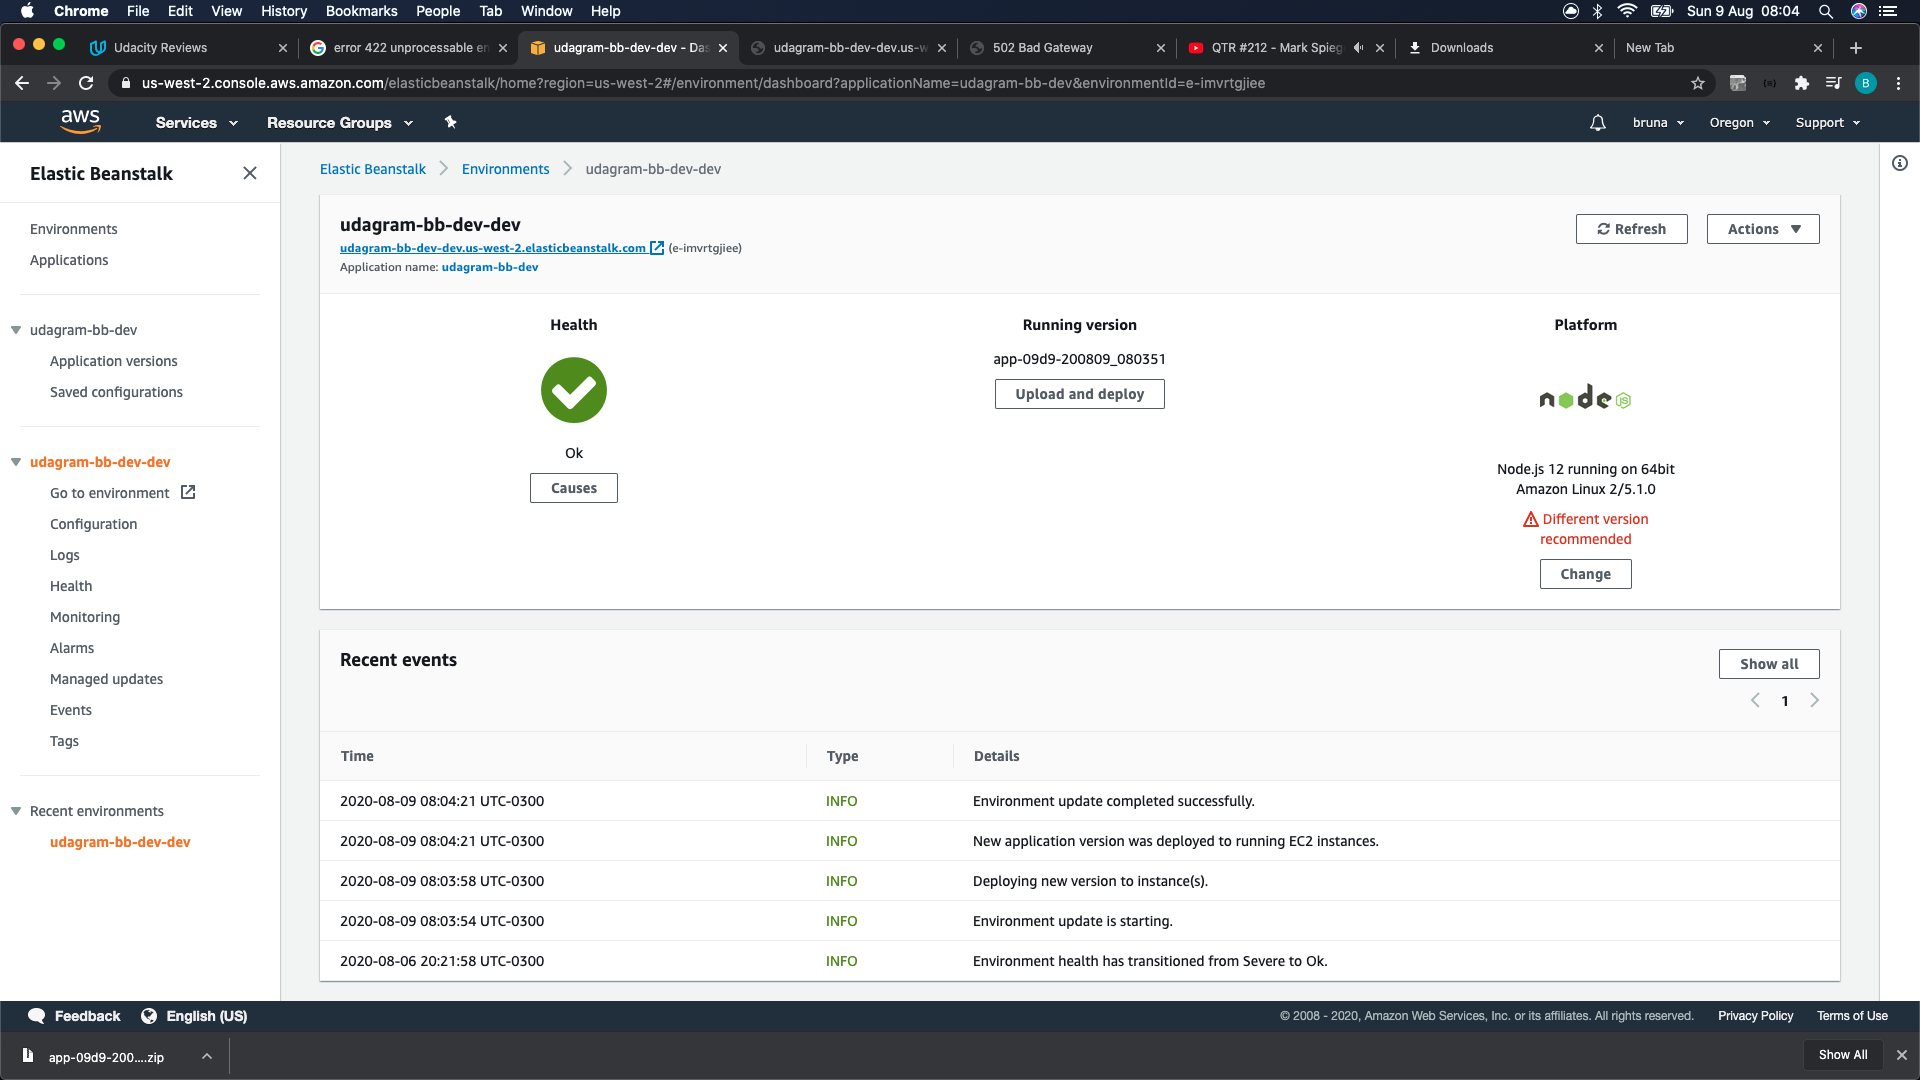 Chrome File Edit View History Bookmarks People Tab Window Help Sun 9 Aug 08:04
Udacity Reviews error 422 unprocessable en udagram-bb-dev-dev - Das udagram-bb-dev-dev.us-w 502 Bad Gateway QTR #212 - Mark Spieg Downloads New Tab
us-west-2.console.aws.amazon.com/elasticbeanstalk/home?region=us-west-2#/environment/dashboard?applicationName=udagram-bb-dev&environmentId=e-imvrtgjiee B
aws Services Resource Groups bruna Oregon Support
Elastic Beanstalk
Environments
Applications
udagram-bb-dev
Application versions
Saved configurations
udagram-bb-dev-dev
Go to environment
Configuration
Logs
Health
Monitoring
Alarms
Managed updates
Events
Tags
Recent environments
udagram-bb-dev-dev
Elastic Beanstalk Environments udagram-bb-dev-dev
udagram-bb-dev-dev
udagram-bb-dev-dev.us-west-2.elasticbeanstalk.com (e-imvrtgjiee)
Application name: udagram-bb-dev
Refresh Actions
Health
Ok
Causes
Running version
app-09d9-200809_080351
Upload and deploy
Platform
node JS
Node.js 12 running on 64bit
Amazon Linux 2/5.1.0
Different version
recommended
Change
Recent events
Show all
1
Time Type Details
2020-08-09 08:04:21 UTC-0300 INFO Environment update completed successfully.
2020-08-09 08:04:21 UTC-0300 INFO New application version was deployed to running EC2 instances.
2020-08-09 08:03:58 UTC-0300 INFO Deploying new version to instance(s).
2020-08-09 08:03:54 UTC-0300 INFO Environment update is starting.
2020-08-06 20:21:58 UTC-0300 INFO Environment health has transitioned from Severe to Ok.
Feedback English (US) © 2008 - 2020, Amazon Web Services, Inc. or its affiliates. All rights reserved. Privacy Policy Terms of Use
app-09d9-200....zip Show All